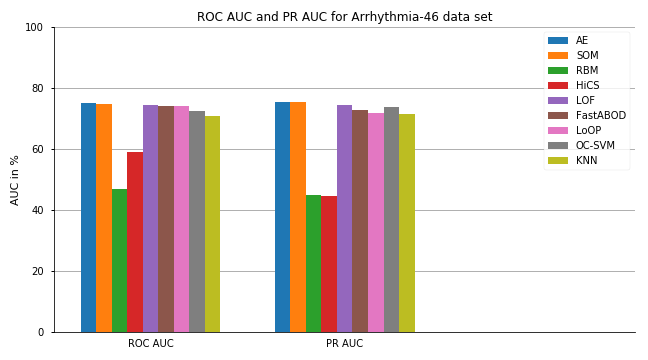 ROC AUC and PR AUC for Arrhythmia-46 data set
100
80
60
40
20
0
AUC in %
ROC AUC
PR AUC
AE
SOM
RBM
HiCS
LOF
FastABOD
LoOP
OC-SVM
KNN